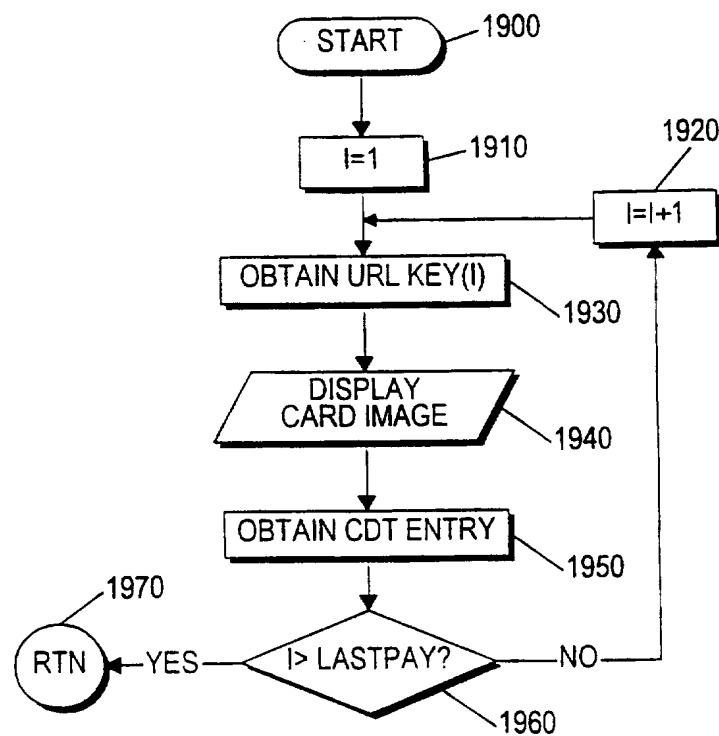 START
1900
I=1
1910
1920
I=I+1
OBTAIN URL KEY(I)
1930
DISPLAY
CARD IMAGE
1940
OBTAIN CDT ENTRY
1950
1970
RTN
YES
I> LASTPAY?
NO
1960